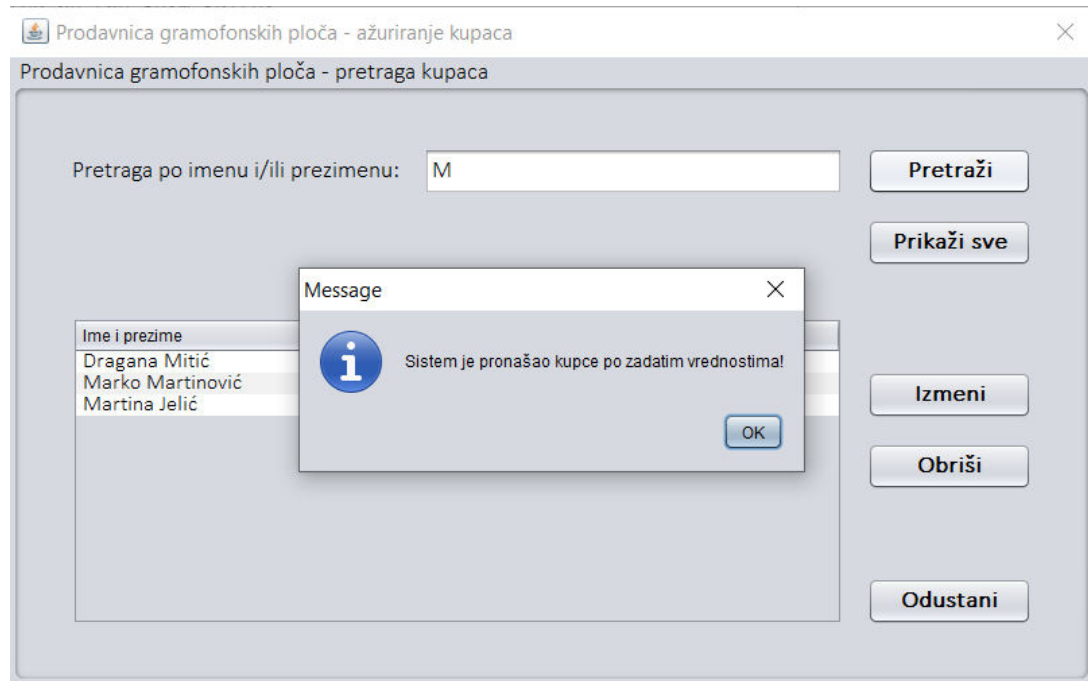 Prodavnica gramofonskih ploča - ažuriranje kupaca
Prodavnica gramofonskih ploča - pretraga kupaca
Pretraga po imenu i/ili prezimenu:
M
Pretraži
Prikaži sve
Message
Sistem je pronašao kupce po zadatim vrednostima!
OK
Ime i prezime
Dragana Mitić
Marko Martinović
Martina Jelić
Izmeni
Obriši
Odustani